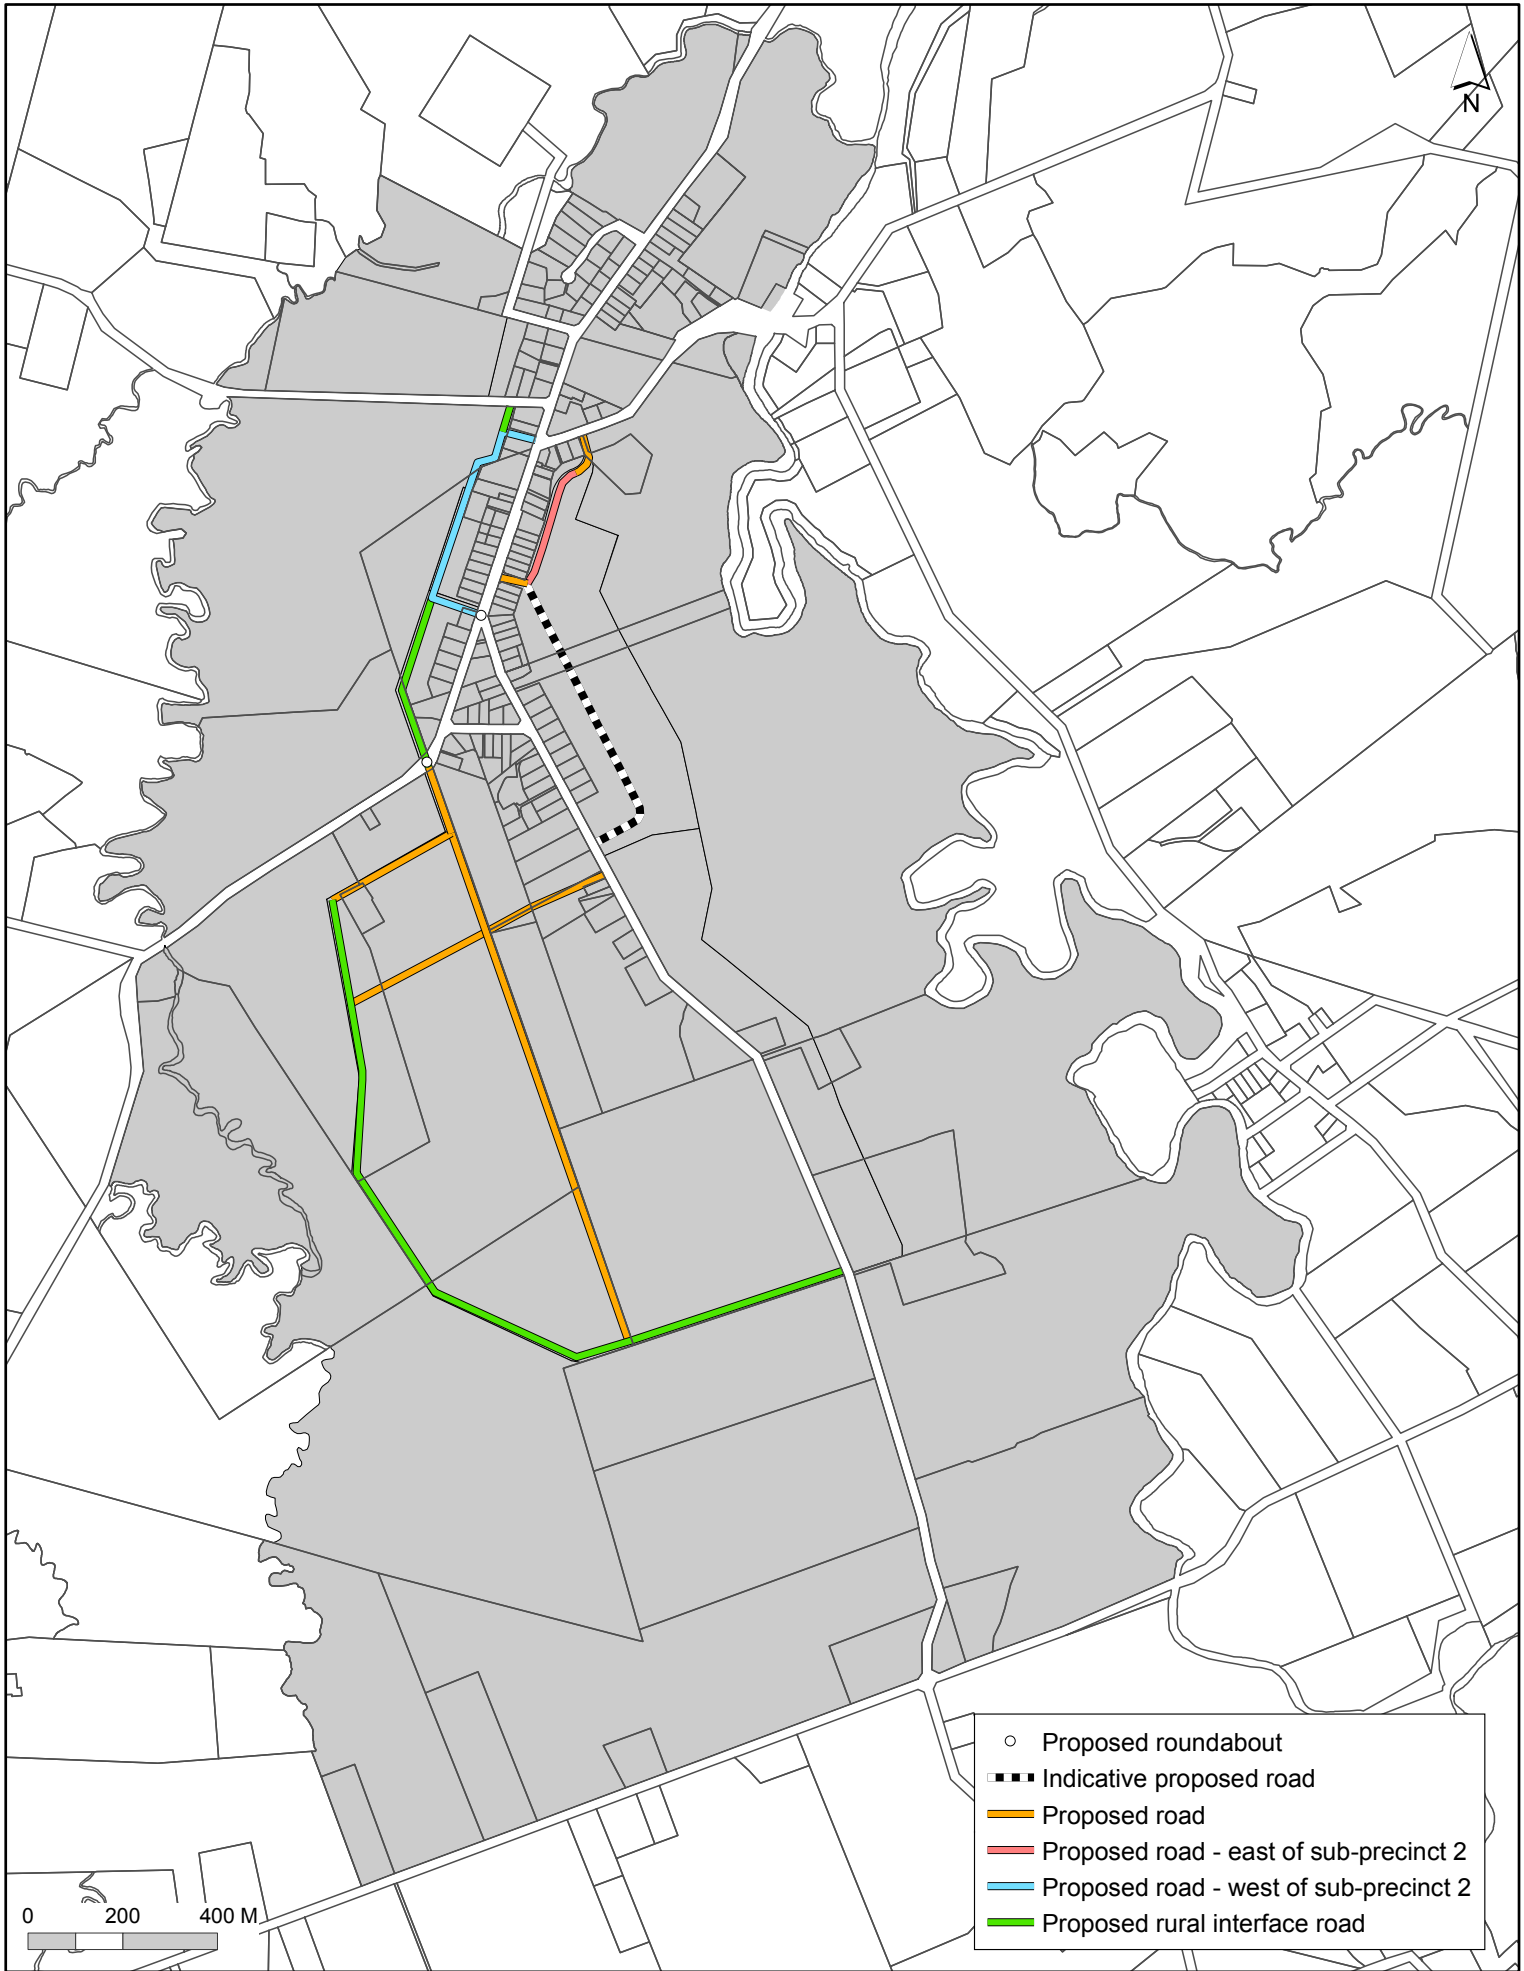 N
Proposed roundabout
Indicative proposed road
Proposed road
Proposed road - east of sub-precinct 2
Proposed road - west of sub-precinct 2
Proposed rural interface road
0 200 400 M